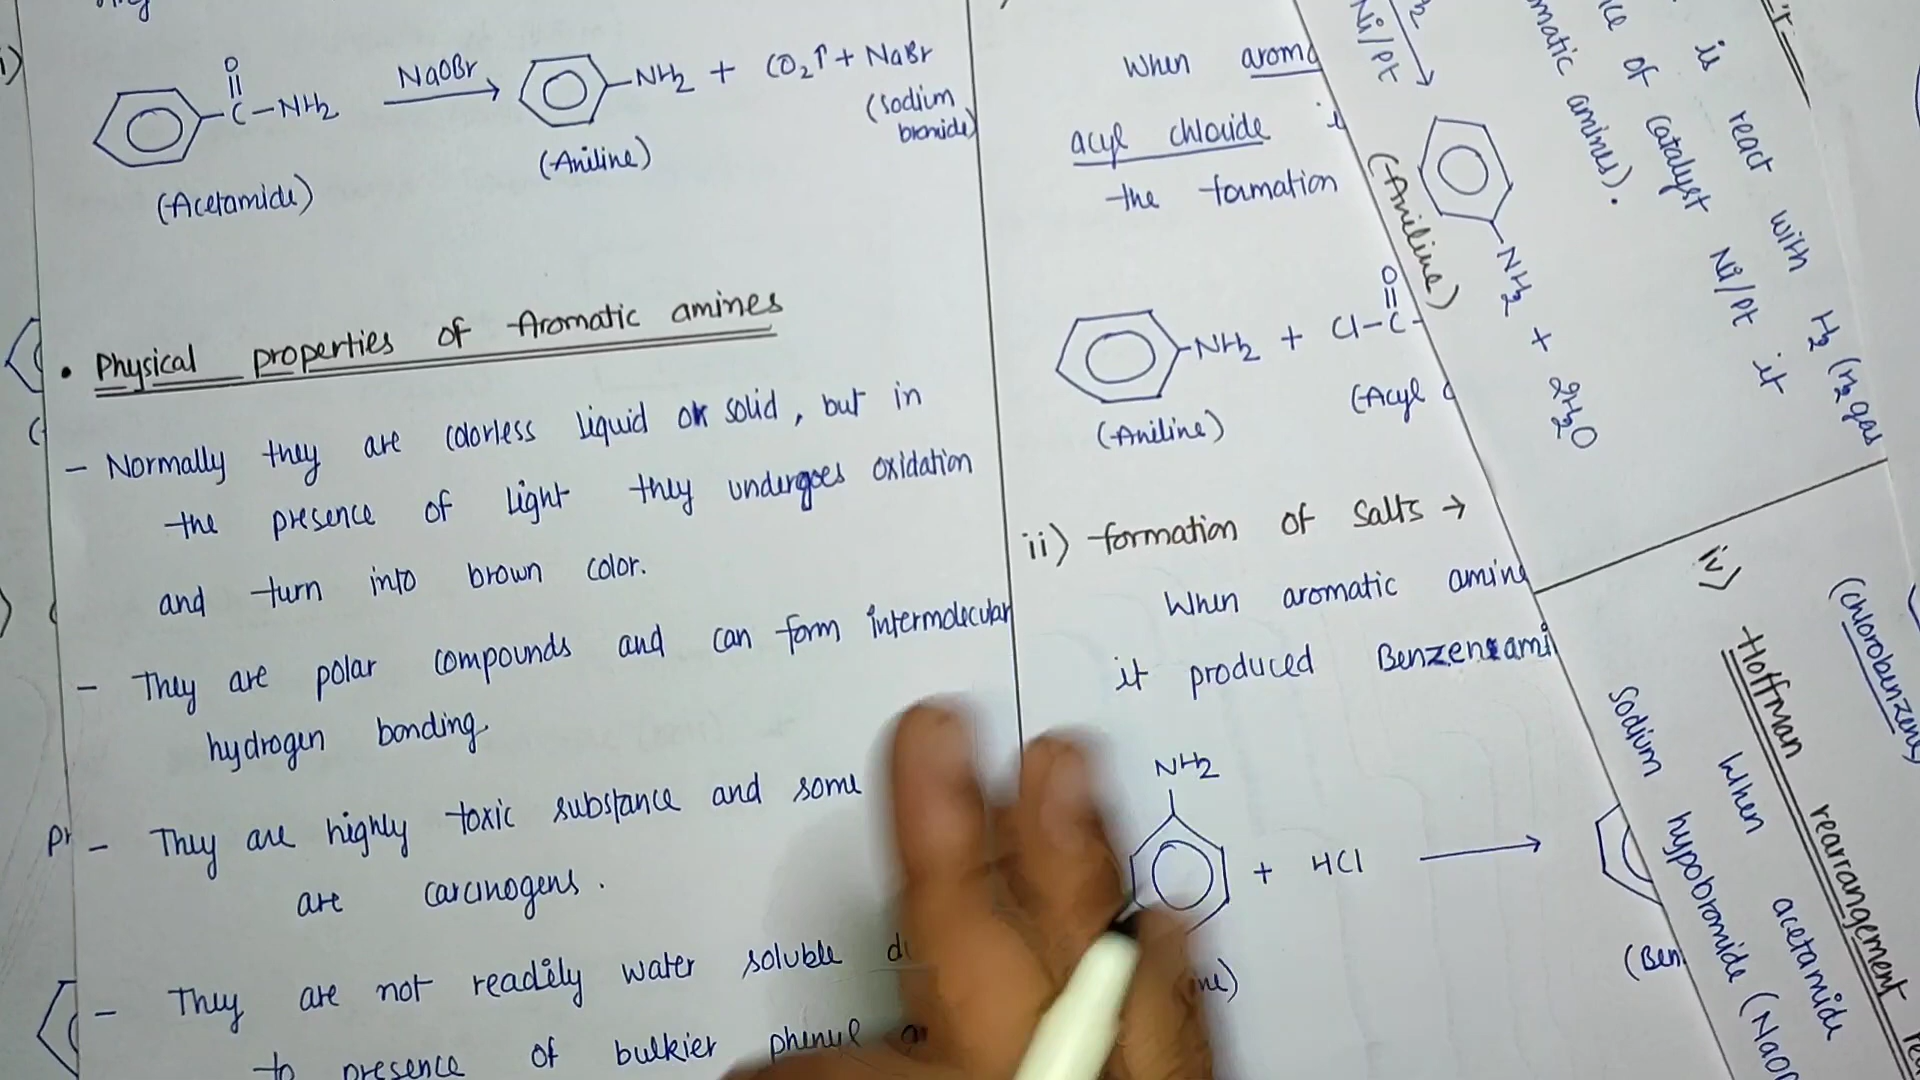 O
C-NH2
NaOBr
NH2 + CO2↑ + NaBr
(Sodium
bromide)
(Aniline)
(Acetamide)
• Physical properties of Aromatic amines
- Normally they are colorless liquid or solid, but in
the presence of light they undergoes oxidation
and turn into brown color.
- They are polar compounds and can form intermolecular
hydrogen bonding.
- They are highly toxic substance and some
are carcinogens.
- They are not readily water soluble
to presence of bulkier phenyl
When
acyl chloride
the formation
O
NH2 + Cl-C-
(Aniline)
(Acyl
ii) formation of salts →
When aromatic
it produced
NH2
+ HCl
Ni/Pt
NH2 + 2H2O
(Aniline)
is react with H2 (H2 gas
of catalyst Ni/Pt it
amines).
(chlorobenzene)
iv) Hoffman rearrangement
When acetamide
sodium hypobromide